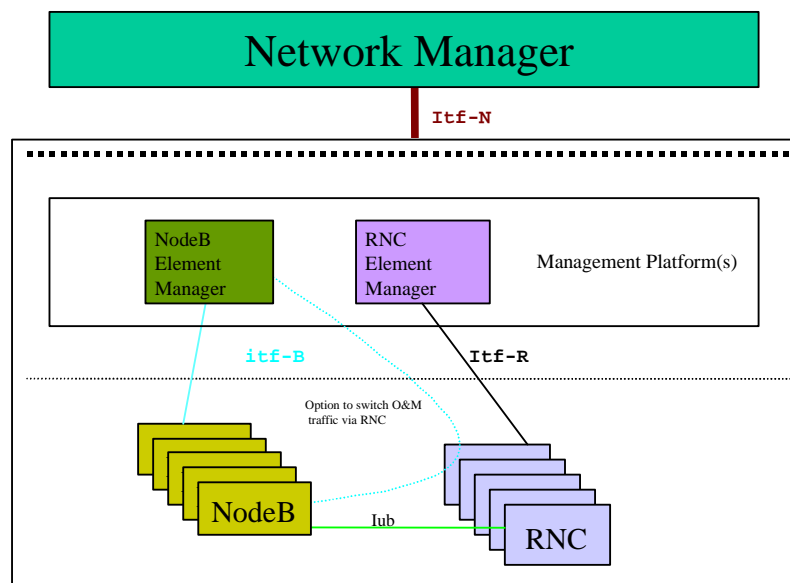 Network Manager
Itf-N
NodeB
Element
Manager
RNC
Element
Manager
Management Platform(s)
itf-B
Itf-R
Option to switch O&M
traffic via RNC
NodeB
Iub
RNC